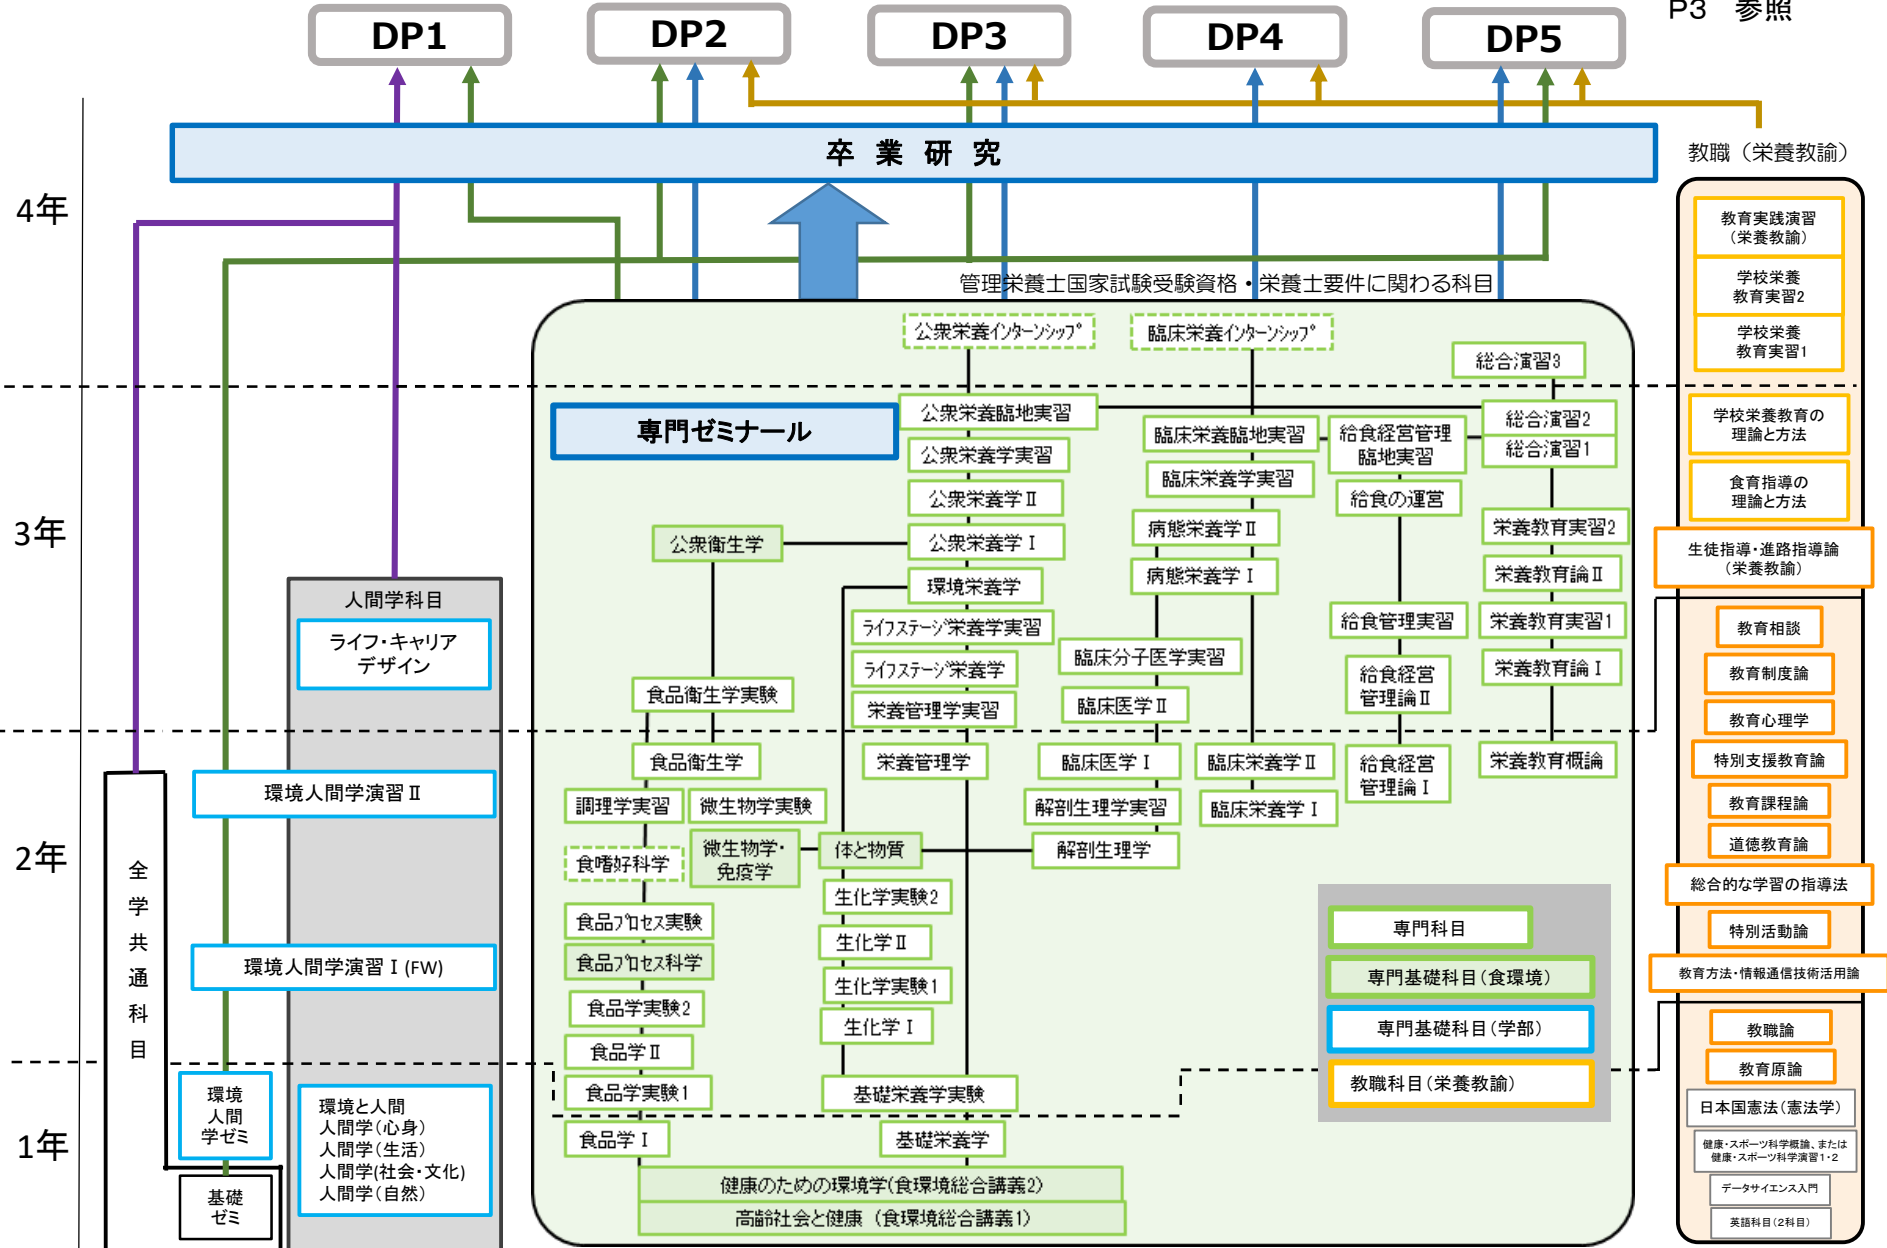 P3 参照
DP1
DP2
DP3
DP4
DP5
卒 業 研 究
教職（栄養教諭）
4年
管理栄養士国家試験受験資格・栄養士要件に関わる科目
公衆栄養ｲﾝﾀｰﾝｼｯﾌﾟ
臨床栄養ｲﾝﾀｰﾝｼｯﾌﾟ
総合演習3
専門ゼミナール
公衆栄養臨地実習
公衆栄養学実習
公衆栄養学Ⅱ
公衆栄養学Ⅰ
公衆衛生学
環境栄養学
ﾗｲﾌｽﾃｰｼﾞ栄養学実習
ﾗｲﾌｽﾃｰｼﾞ栄養学
栄養管理学実習
臨床栄養臨地実習
臨床栄養学実習
病態栄養学Ⅱ
病態栄養学Ⅰ
臨床分子医学実習
臨床医学Ⅱ
給食経営管理
臨地実習
給食の運営
給食管理実習
給食経営
管理論Ⅱ
総合演習2
総合演習1
栄養教育実習2
栄養教育論Ⅱ
栄養教育実習1
栄養教育論Ⅰ
食品衛生学実験
3年
人間学科目
ライフ・キャリア
デザイン
2年
環境人間学演習Ⅱ
環境人間学演習Ⅰ(FW)
全
学
共
通
科
目
食品衛生学
調理学実習
微生物学実験
食嗜好科学
微生物学・
免疫学
体と物質
食品ﾌﾟﾛｾｽ実験
食品ﾌﾟﾛｾｽ科学
食品学実験2
食品学Ⅱ
食品学実験1
食品学Ⅰ
栄養管理学
生化学実験2
生化学Ⅱ
生化学実験1
生化学Ⅰ
基礎栄養学実験
基礎栄養学
臨床医学Ⅰ
解剖生理学実習
解剖生理学
臨床栄養学Ⅱ
臨床栄養学Ⅰ
給食経営
管理論Ⅰ
栄養教育概論
健康のための環境学(食環境総合講義2)
高齢社会と健康（食環境総合講義1)
1年
環境
人間
学ゼミ
基礎
ゼミ
環境と人間
人間学(心身)
人間学(生活)
人間学(社会・文化)
人間学(自然)
専門科目
専門基礎科目(食環境)
専門基礎科目(学部)
教職科目(栄養教諭)
教育実践演習
(栄養教諭)
学校栄養
教育実習2
学校栄養
教育実習1
学校栄養教育の
理論と方法
食育指導の
理論と方法
生徒指導・進路指導論
(栄養教諭)
教育相談
教育制度論
教育心理学
特別支援教育論
教育課程論
道徳教育論
総合的な学習の指導法
特別活動論
教育方法・情報通信技術活用論
教職論
教育原論
日本国憲法(憲法学)
健康・スポーツ科学概論、または
健康・スポーツ科学演習1・2
データサイエンス入門
英語科目(2科目)